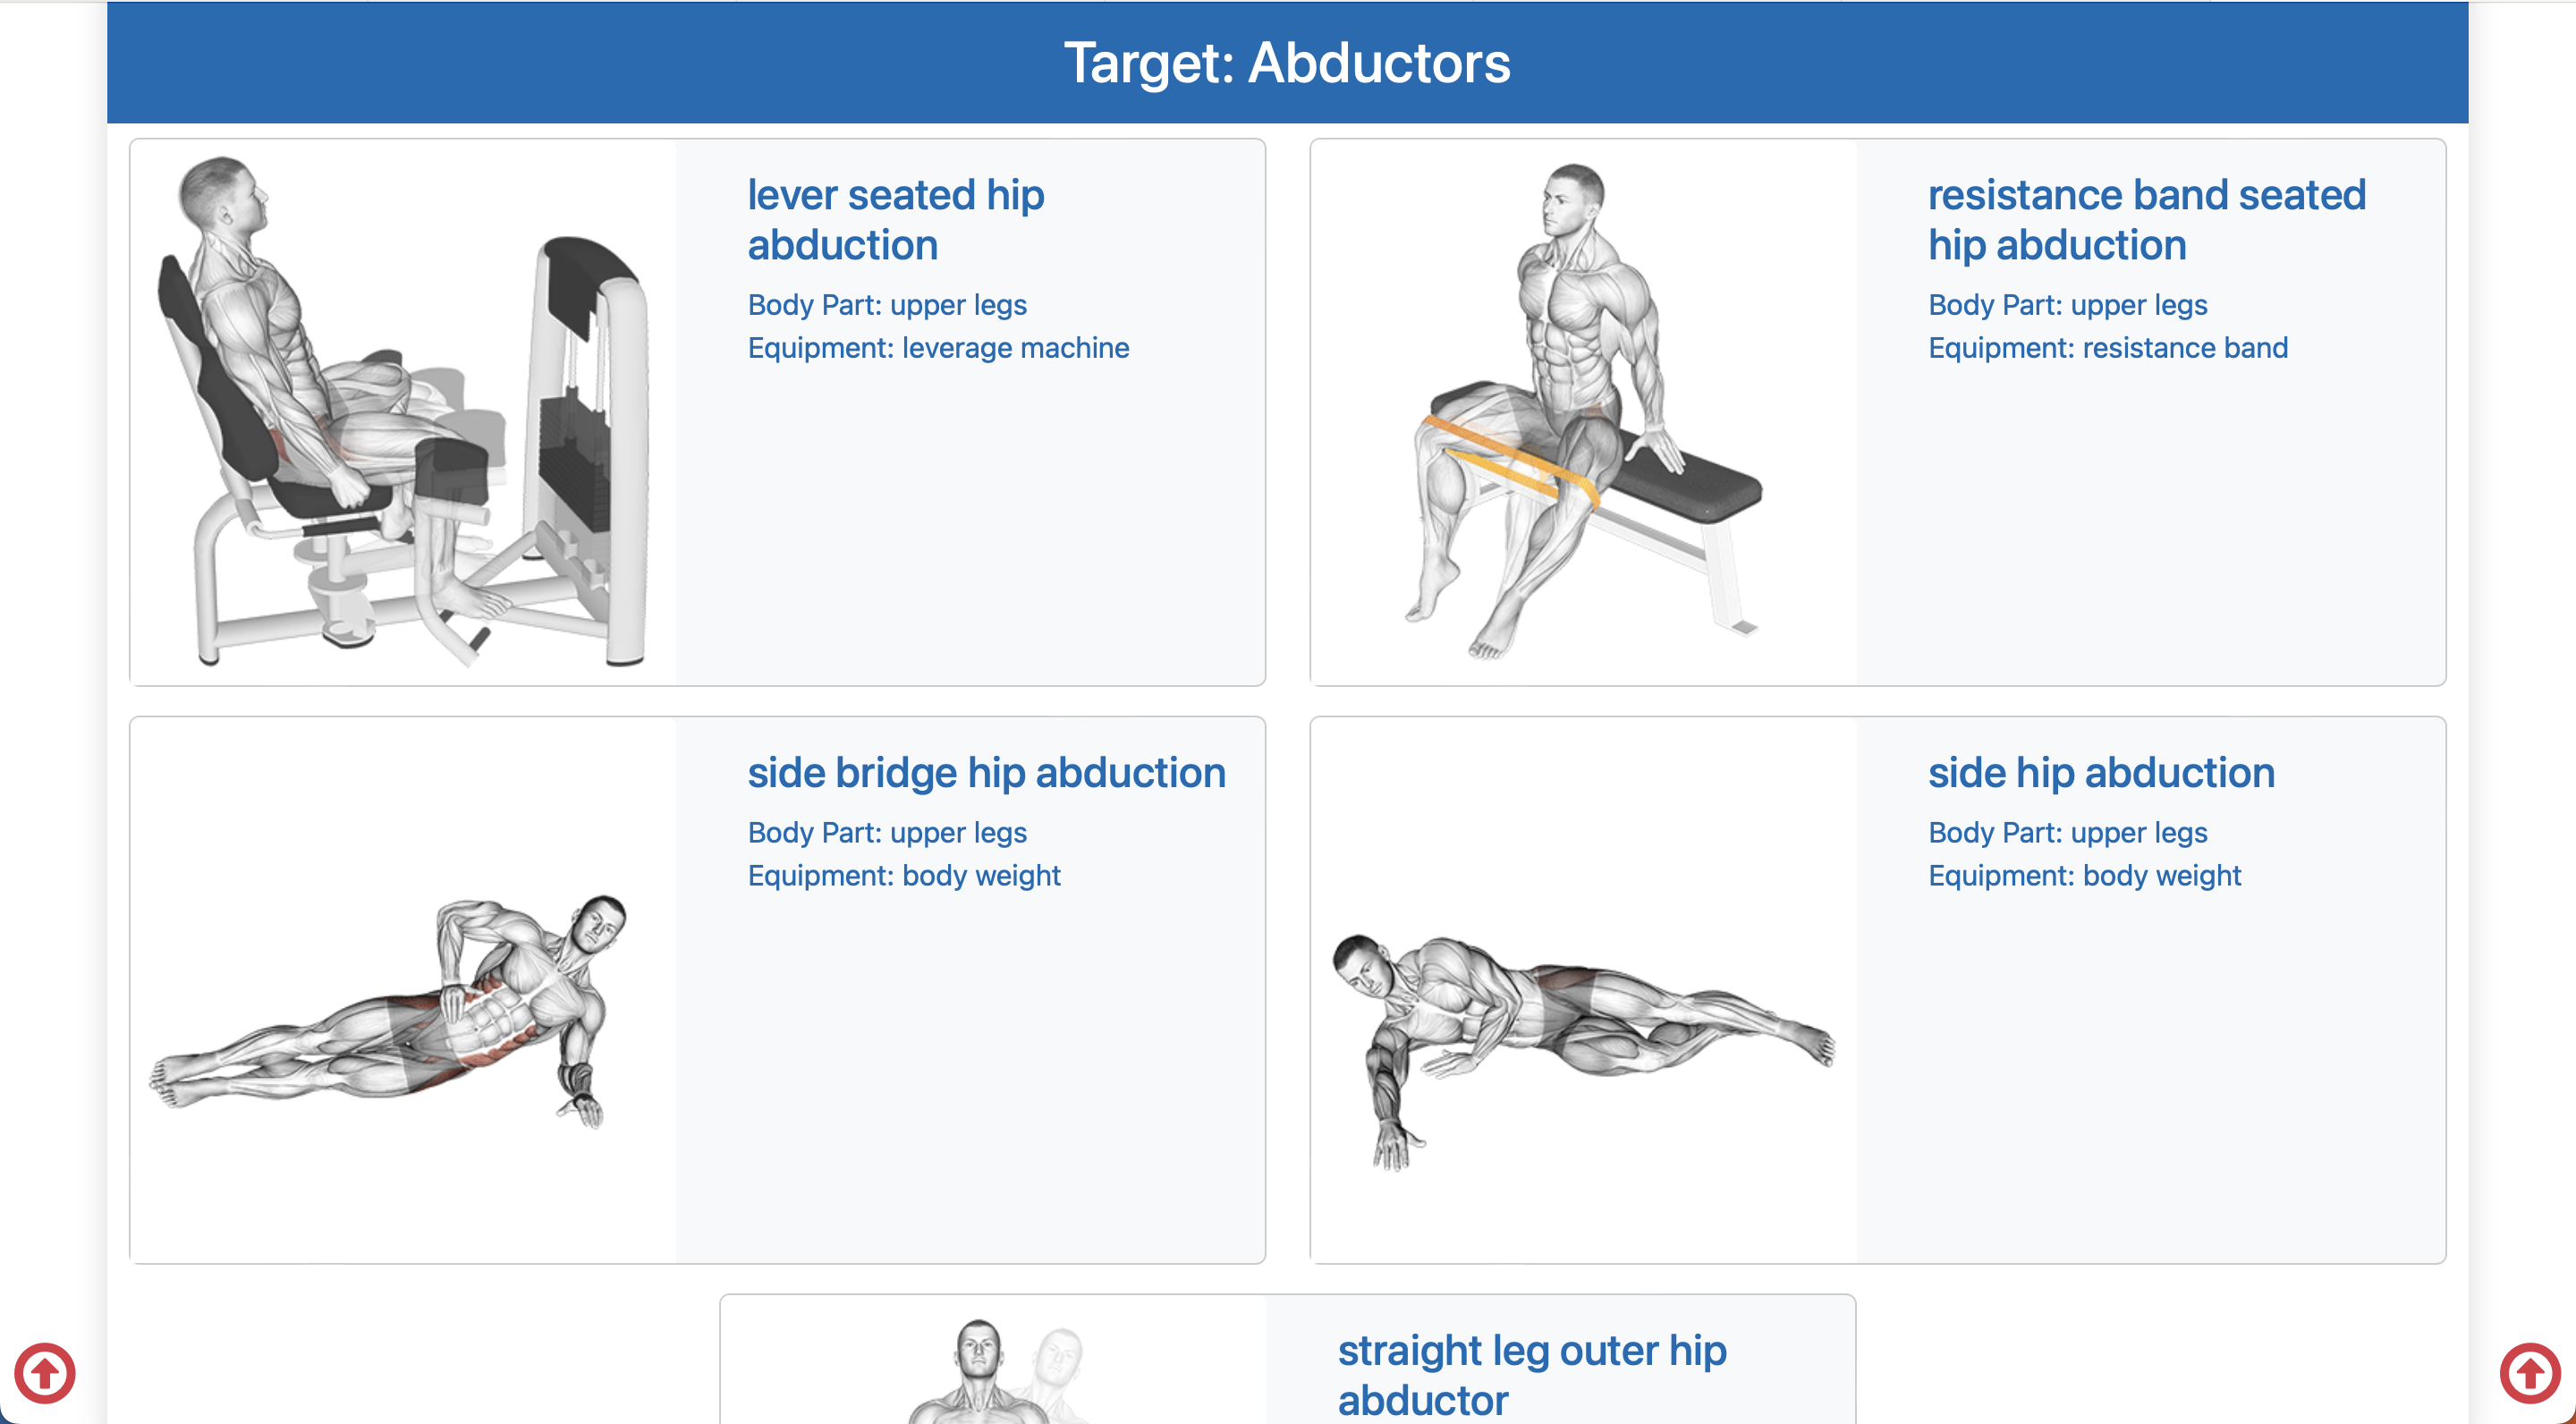 Target: Abductors
lever seated hip
abduction
Body Part: upper legs
Equipment: leverage machine
resistance band seated
hip abduction
Body Part: upper legs
Equipment: resistance band
side bridge hip abduction
Body Part: upper legs
Equipment: body weight
side hip abduction
Body Part: upper legs
Equipment: body weight
straight leg outer hip
abductor